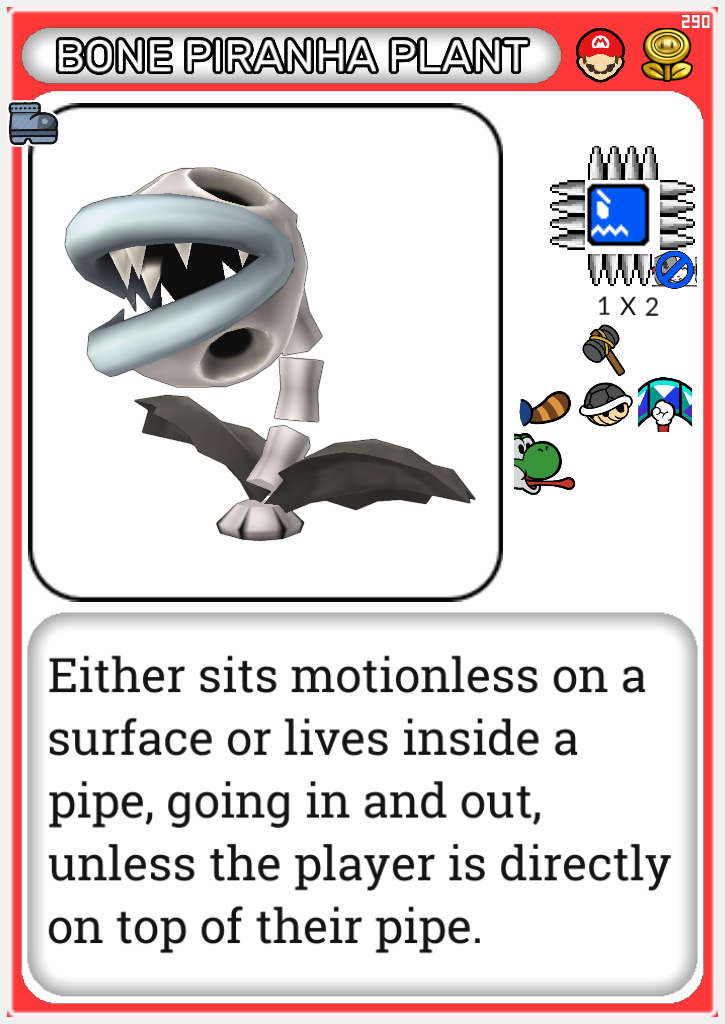 290
BONE PIRANHA PLANT
1 X 2
Either sits motionless on a
surface or lives inside a
pipe, going in and out,
unless the player is directly
on top of their pipe.